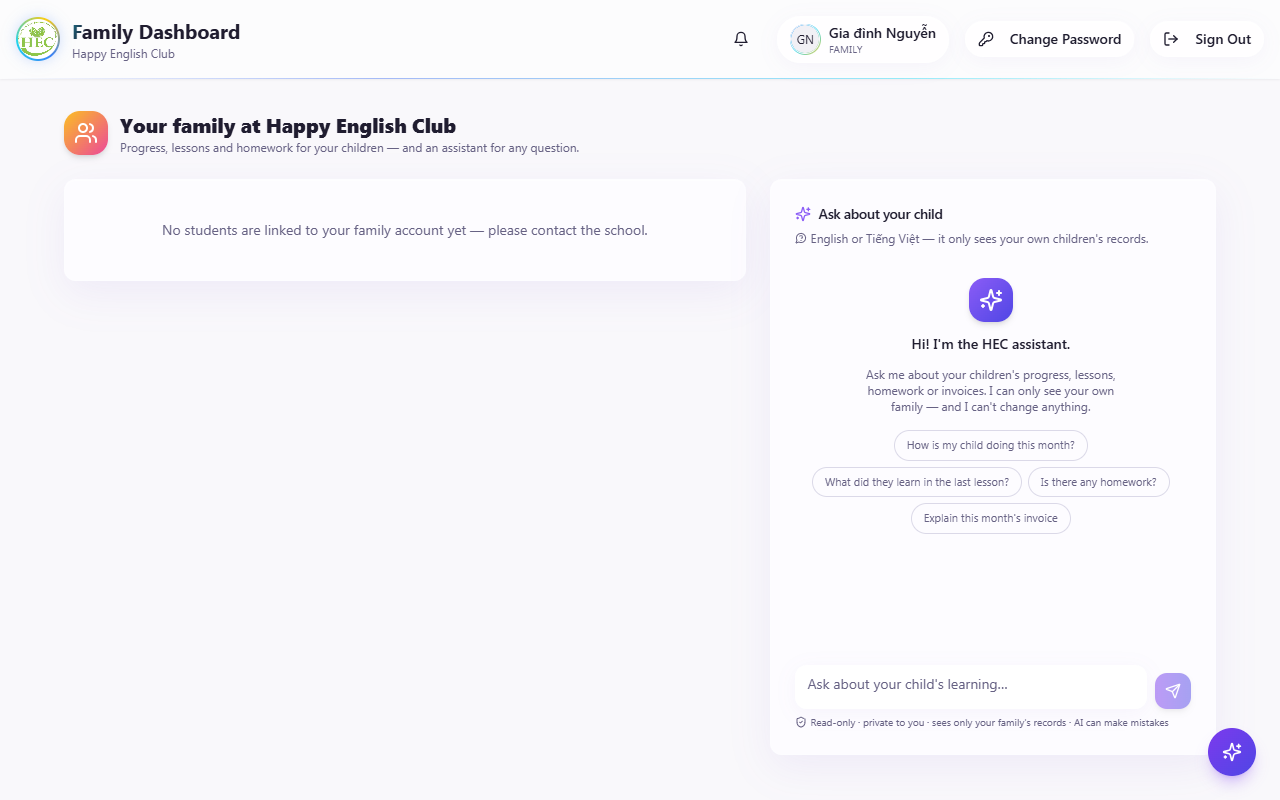 HEC
Family Dashboard
Happy English Club
GN
Gia đình Nguyễn
FAMILY
Change Password
Sign Out
Your family at Happy English Club
Progress, lessons and homework for your children — and an assistant for any question.
No students are linked to your family account yet — please contact the school.
Ask about your child
English or Tiếng Việt — it only sees your own children's records.
Hi! I'm the HEC assistant.
Ask me about your children's progress, lessons,
homework or invoices. I can only see your own
family — and I can't change anything.
How is my child doing this month?
What did they learn in the last lesson?
Is there any homework?
Explain this month's invoice
Ask about your child's learning...
Read-only · private to you · sees only your family's records · AI can make mistakes